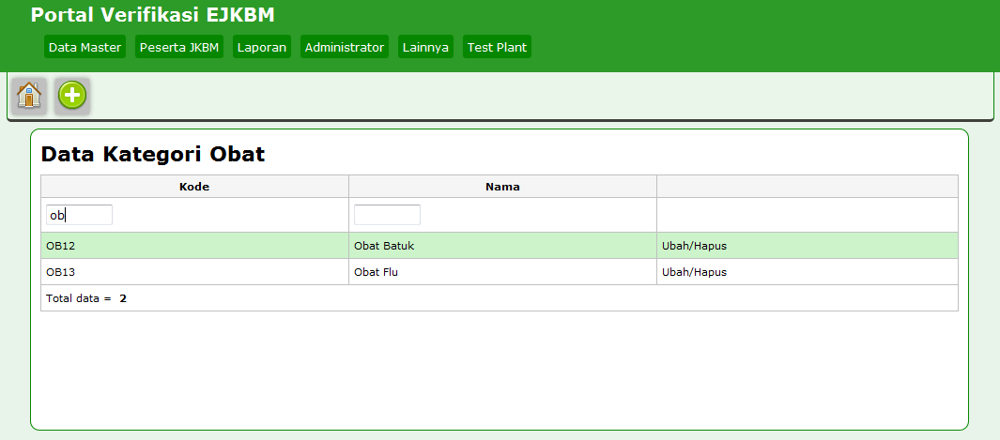 Portal Verifikasi EJKBM
Data Master Peserta JKBM Laporan Administrator Lainnya Test Plant
Data Kategori Obat
Kode Nama
ob
OB12 Obat Batuk Ubah/Hapus
OB13 Obat Flu Ubah/Hapus
Total data = 2